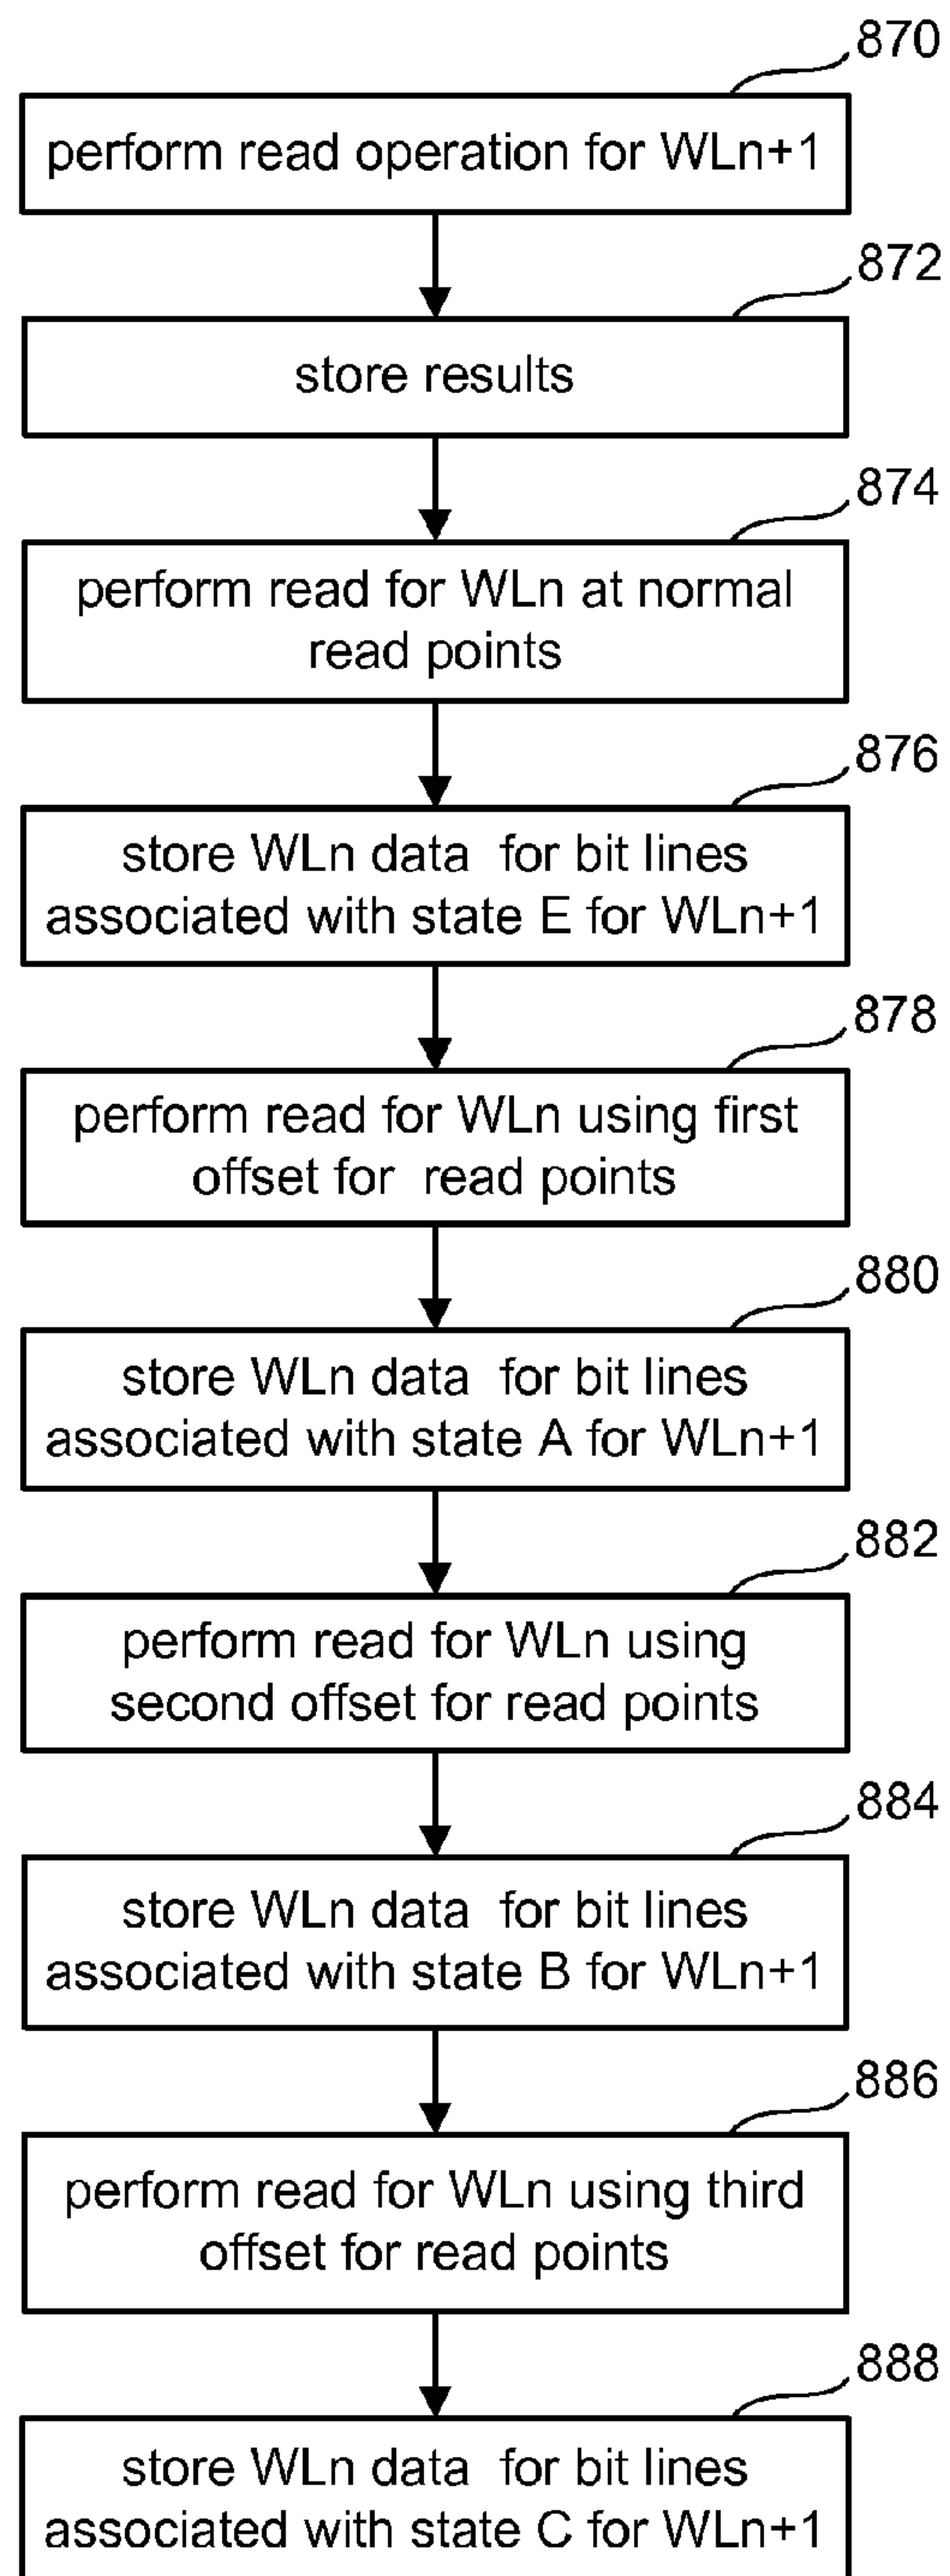 870
perform read operation for WLn+1
872
store results
874
perform read for WLn at normal
read points
876
store WLn data for bit lines
associated with state E for WLn+1
878
perform read for WLn using first
offset for read points
880
store WLn data for bit lines
associated with state A for WLn+1
882
perform read for WLn using
second offset for read points
884
store WLn data for bit lines
associated with state B for WLn+1
886
perform read for WLn using third
offset for read points
888
store WLn data for bit lines
associated with state C for WLn+1